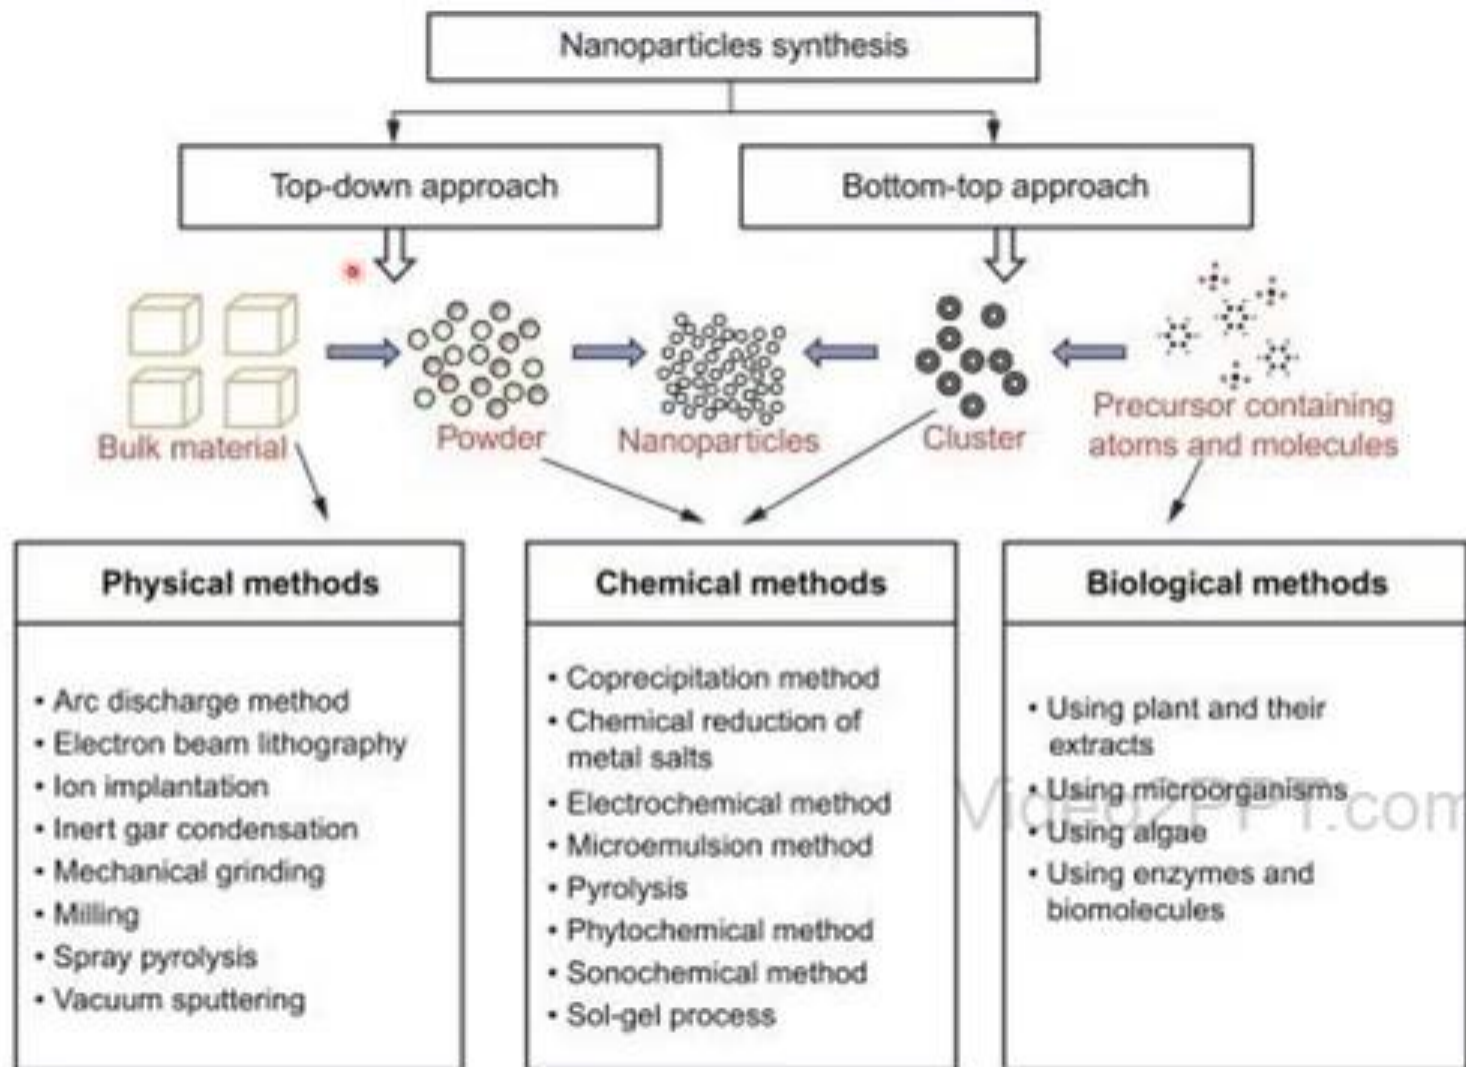 Nanoparticles synthesis
Top-down approach
Bottom-top approach
Bulk material
Powder
Nanoparticles
Cluster
Precursor containing
atoms and molecules
Physical methods
• Arc discharge method
• Electron beam lithography
• Ion implantation
• Inert gar condensation
• Mechanical grinding
• Milling
• Spray pyrolysis
• Vacuum sputtering
Chemical methods
• Coprecipitation method
• Chemical reduction of
metal salts
• Electrochemical method
• Microemulsion method
• Pyrolysis
• Phytochemical method
• Sonochemical method
• Sol-gel process
Biological methods
• Using plant and their
extracts
• Using microorganisms
• Using algae
• Using enzymes and
biomolecules
Video2PPT.com